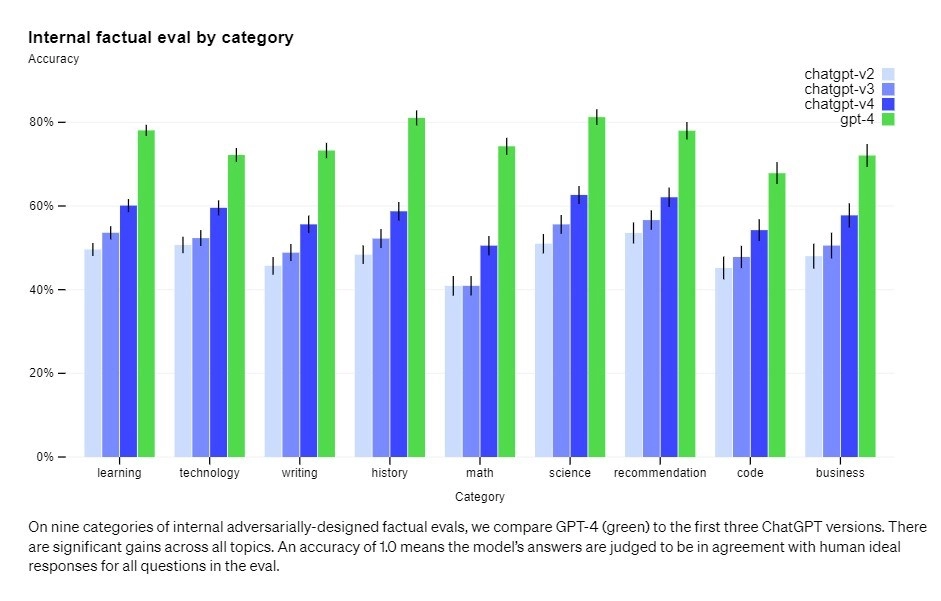 Internal factual eval by category
Accuracy
chatgpt-v2
chatgpt-v3
chatgpt-v4
gpt-4
80%
60%
40%
20%
0%
learning technology writing history math science recommendation code business
Category
On nine categories of internal adversarially-designed factual evals, we compare GPT-4 (green) to the first three ChatGPT versions. There
are significant gains across all topics. An accuracy of 1.0 means the model’s answers are judged to be in agreement with human ideal
responses for all questions in the eval.